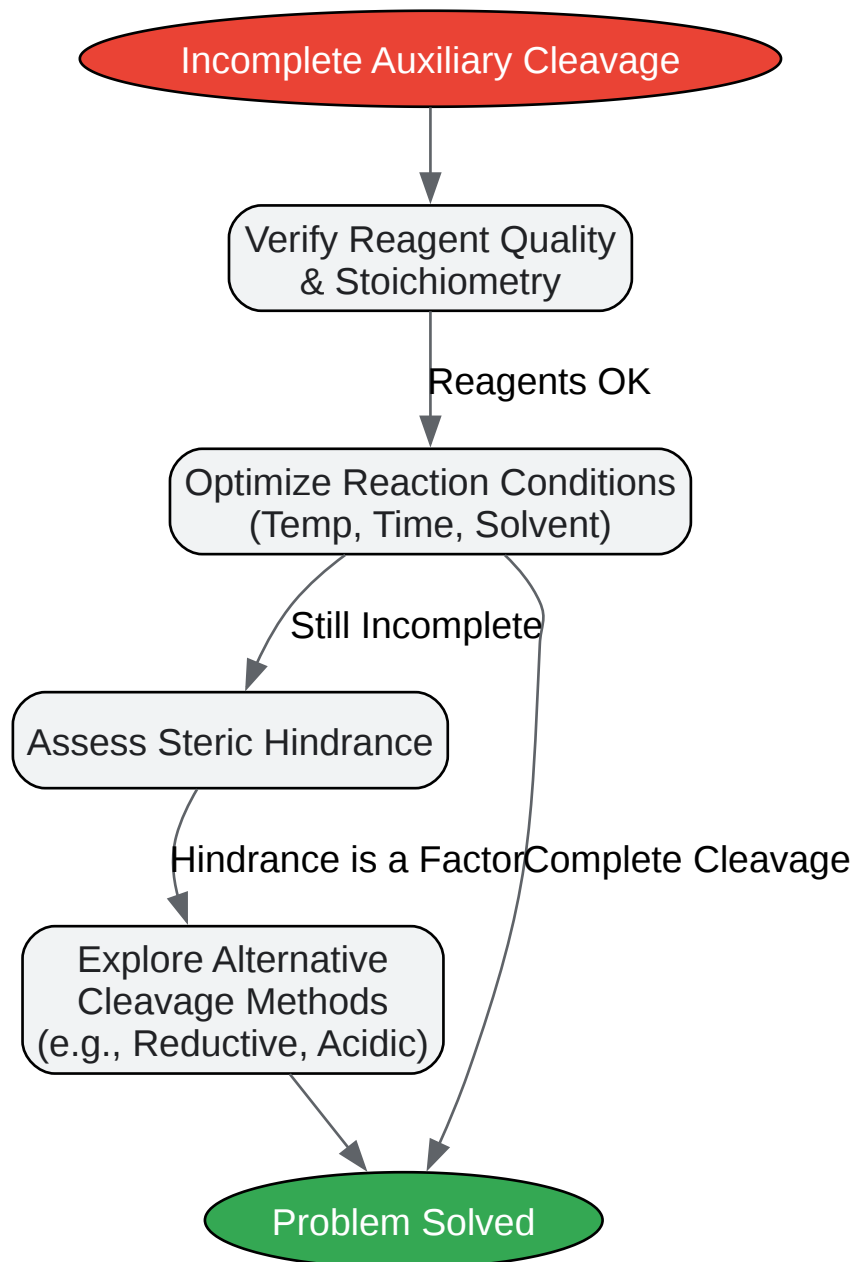 Incomplete Auxiliary Cleavage
Verify Reagent Quality
& Stoichiometry
Reagents OK
Optimize Reaction Conditions
(Temp, Time, Solvent)
Still Incomplete
Assess Steric Hindrance
Hindrance is a Factor
Complete Cleavage
Explore Alternative
Cleavage Methods
(e.g., Reductive, Acidic)
Problem Solved